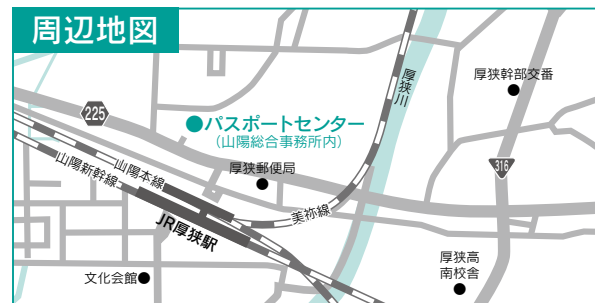 周辺地図
厚狭川
厚狭幹部交番
225
パスポートセンター
(山陽総合事務所内)
316
厚狭郵便局
山陽本線
山陽新幹線
美祢線
JR厚狭駅
厚狭高
南校舎
文化会館